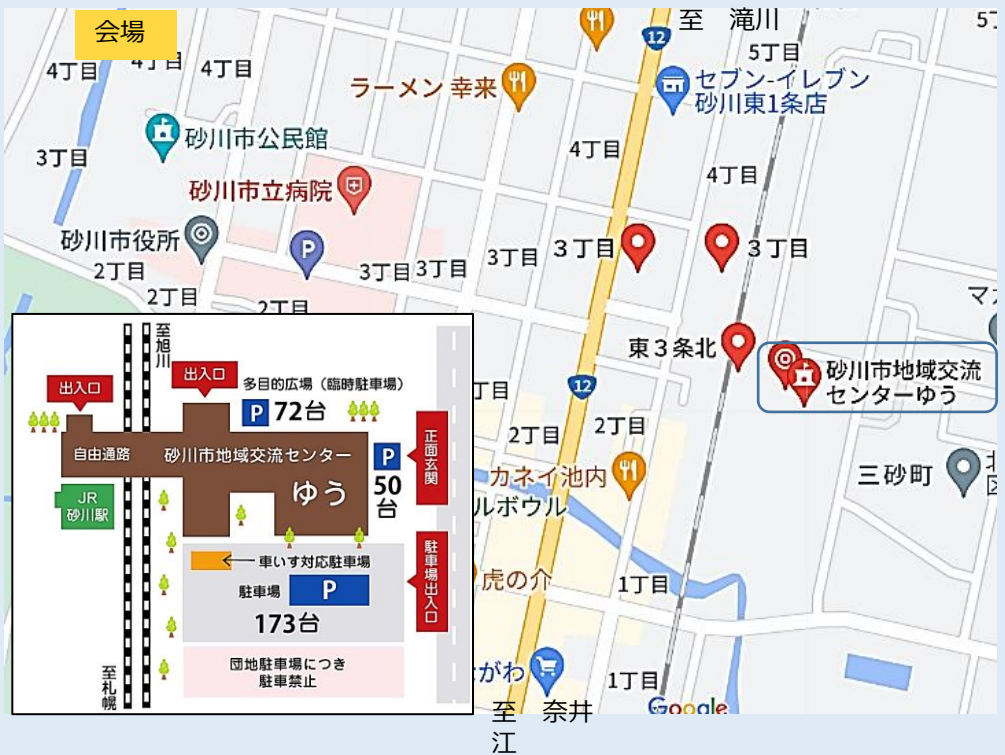 会場
至　滝川
12
5丁目
4丁目
4丁目
4丁目
ラーメン 幸来
セブン-イレブン
砂川東1条店
砂川市公民館
3丁目
4丁目
4丁目
砂川市立病院
砂川市役所
P
2丁目
3丁目
3丁目
3丁目
３丁目
３丁目
2丁目
2丁目
東３条北
砂川市地域交流
センターゆう
12
丁目
2丁目
2丁目
カネイ池内
ルボウル
三砂町
虎の介
1丁目
がわ
1丁目
Google
至　奈井
江
至旭川
出入口
出入口
多目的広場（臨時駐車場）
P 72台
自由通路
砂川市地域交流センター
ゆう
P
50
台
正面玄関
JR
砂川駅
車いす対応駐車場
駐車場 P
173台
駐車場出入口
団地駐車場につき
駐車禁止
至札幌